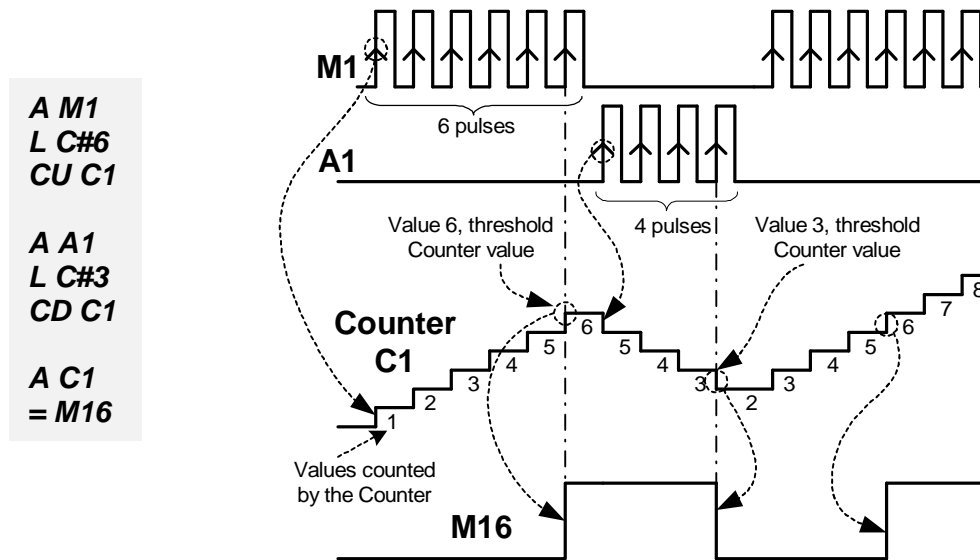 A M1
L C#6
CU C1
A A1
L C#3
CD C1
A C1
= M16
M1
6 pulses
A1
4 pulses
Value 6, threshold
Counter value
Value 3, threshold
Counter value
Counter
C1
1
2
3
4
5
6
5
4
3
2
3
4
5
6
7
8
Values counted
by the Counter
M16